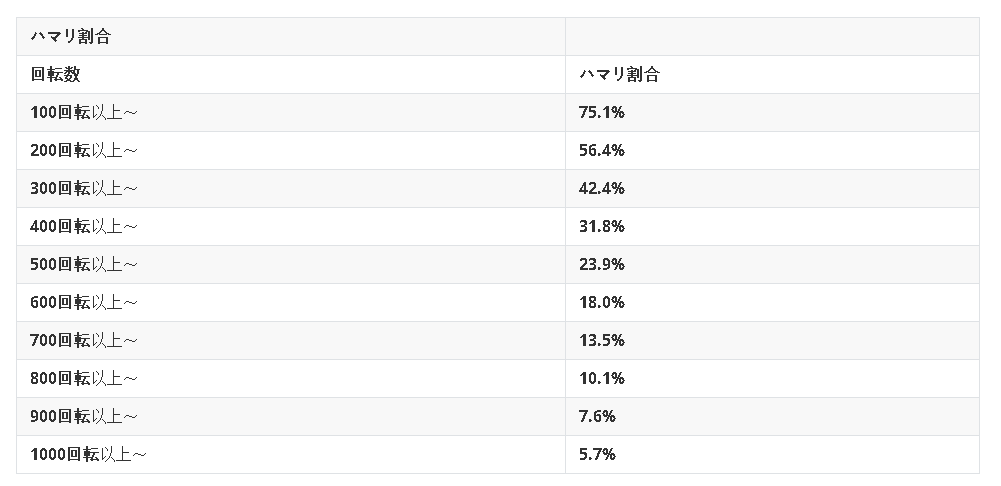 ハマリ割合
回転数 ハマリ割合
100回転以上～ 75.1%
200回転以上～ 56.4%
300回転以上～ 42.4%
400回転以上～ 31.8%
500回転以上～ 23.9%
600回転以上～ 18.0%
700回転以上～ 13.5%
800回転以上～ 10.1%
900回転以上～ 7.6%
1000回転以上～ 5.7%